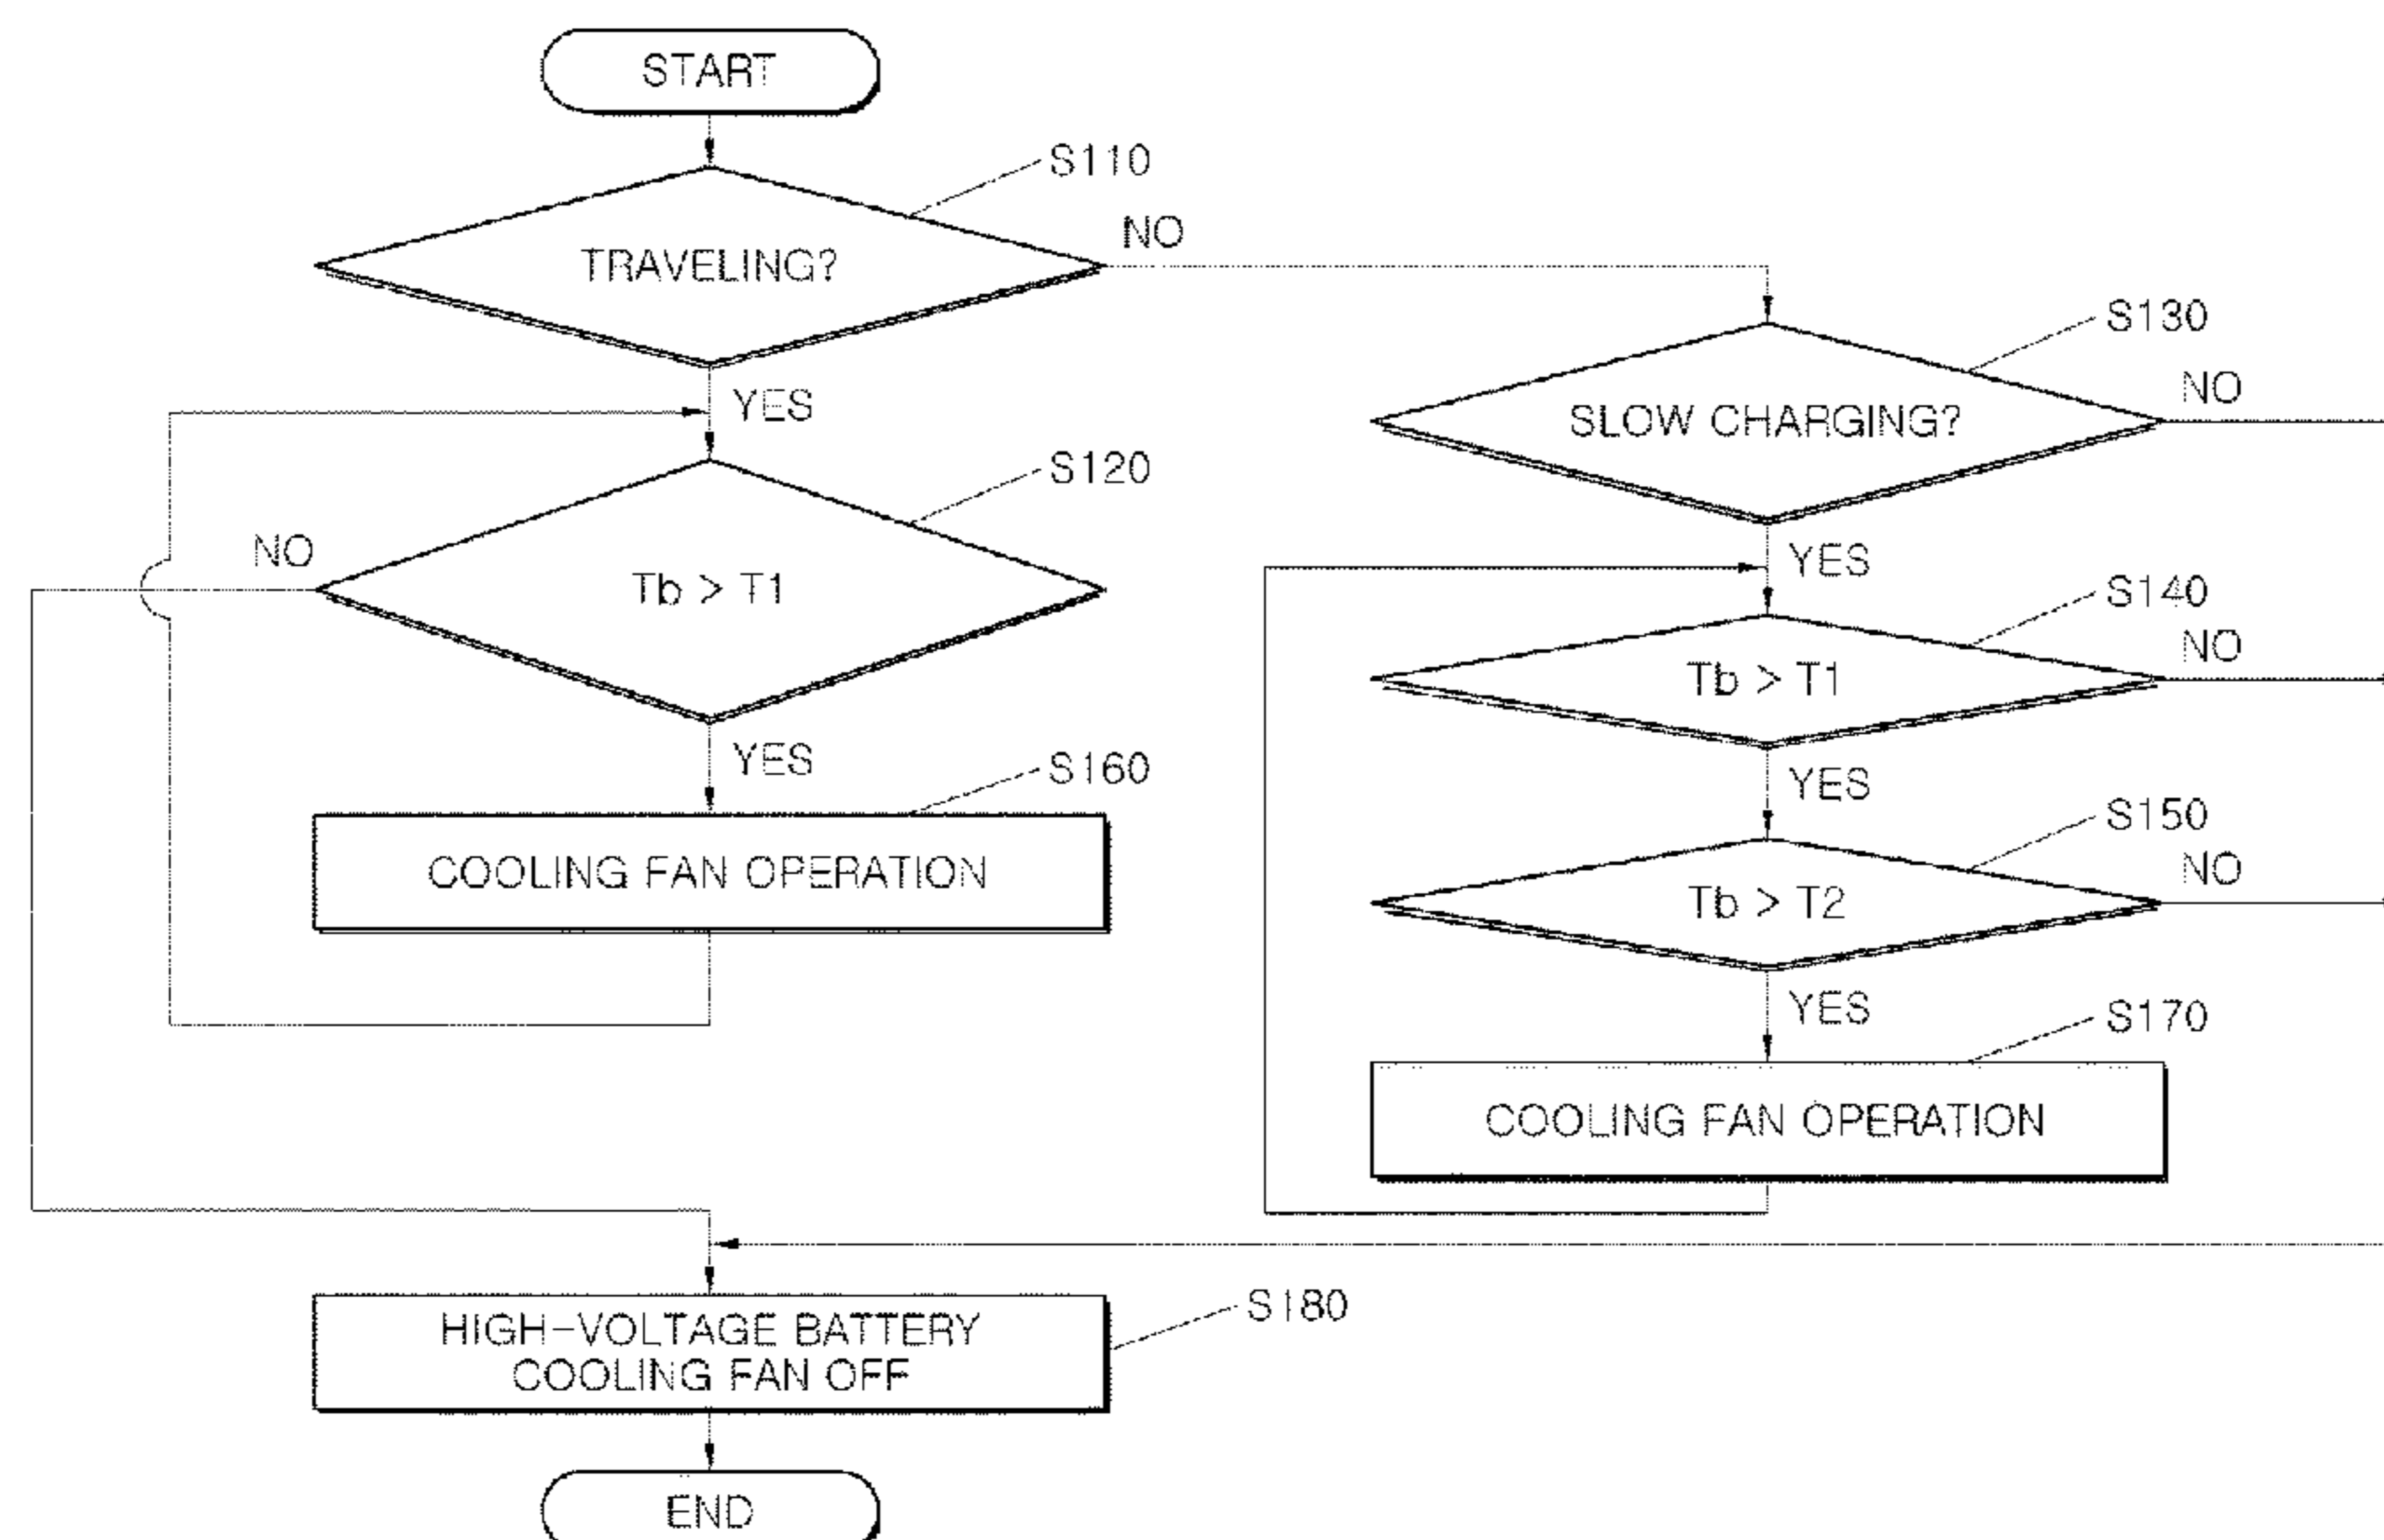 START
S110
TRAVELING?
NO
YES
S120
NO
Tb > T1
YES
S160
COOLING FAN OPERATION
S130
SLOW CHARGING?
NO
YES
S140
Tb > T1
NO
YES
S150
Tb > T2
NO
YES
S170
COOLING FAN OPERATION
HIGH-VOLTAGE BATTERY
COOLING FAN OFF
S180
END